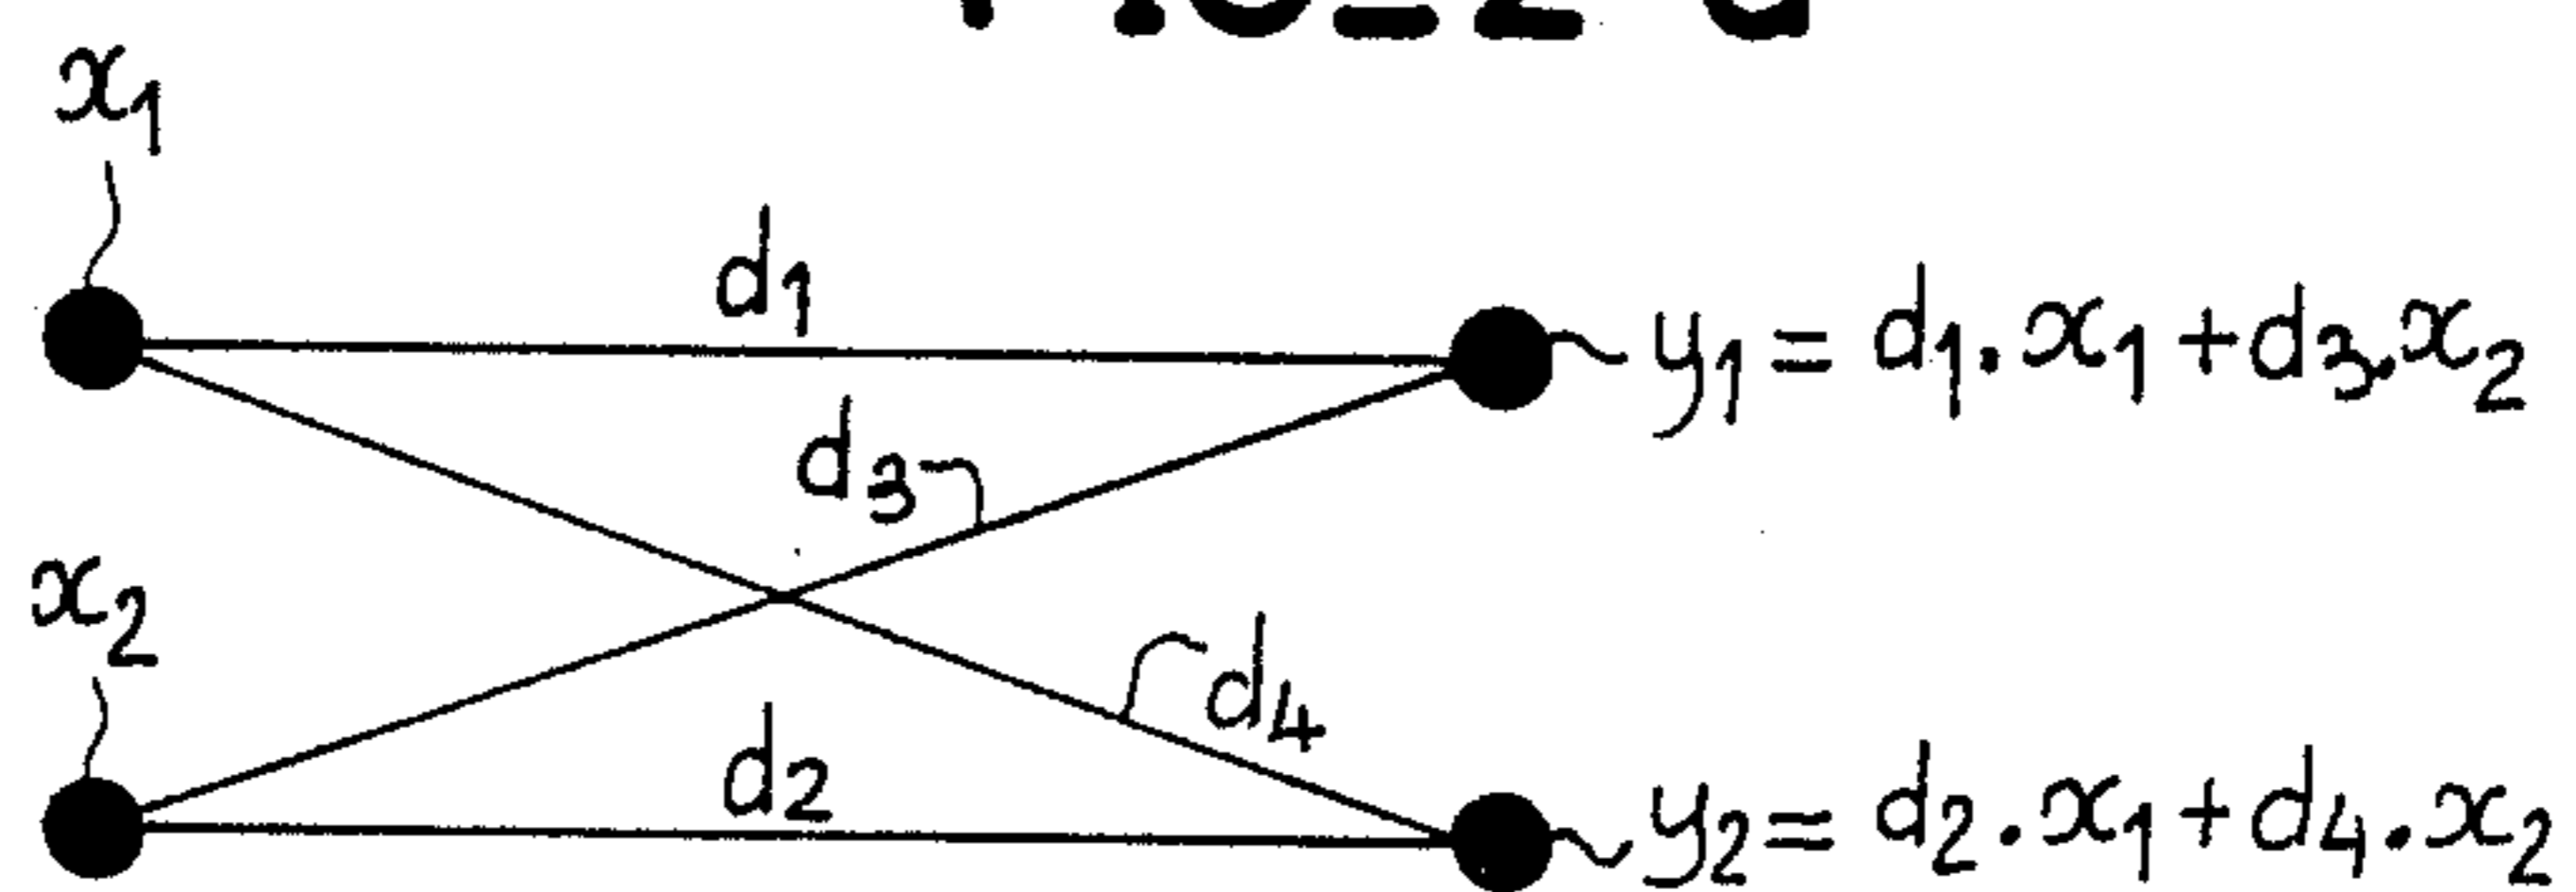 x1
d1
y1 = d1.x1 + d3.x2
d3
x2
d4
d2
y2 = d2.x1 + d4.x2